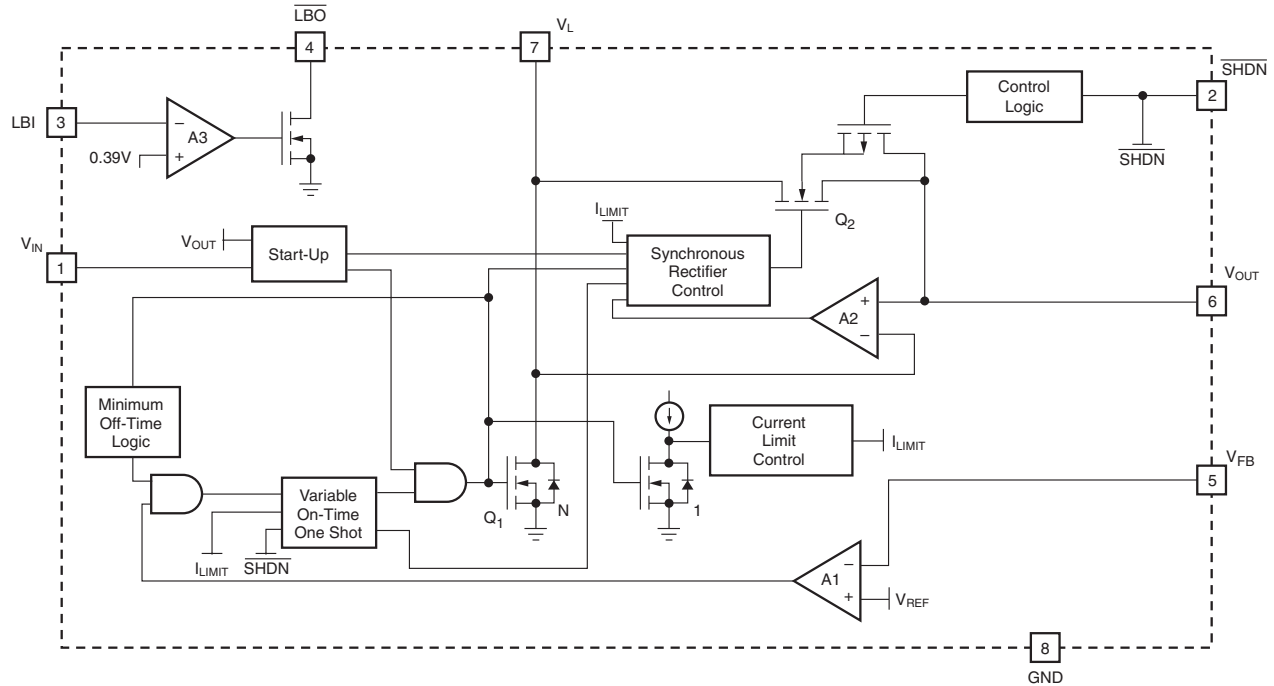 LBO
4
V_L
7
SHDN
2
Control
Logic
SHDN
LBI
3
−
A3
+
0.39V
I_LIMIT
Q_2
V_IN
1
V_OUT
Start-Up
Synchronous
Rectifier
Control
V_OUT
6
+
A2
−
Minimum
Off-Time
Logic
Current
Limit
Control
I_LIMIT
V_FB
5
Variable
On-Time
One Shot
I_LIMIT
SHDN
Q_1
N
1
−
A1
+
V_REF
8
GND